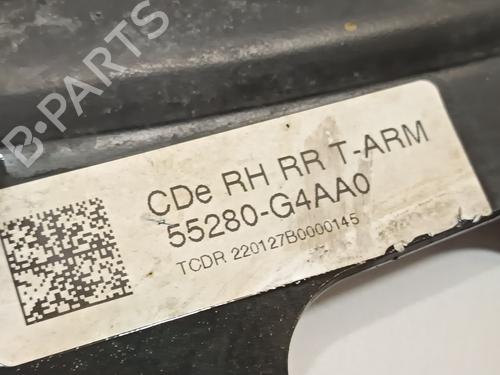 B-PARTS
CDe RH RR T-ARM
55280-G4AA0
TCDR 220127B0000145